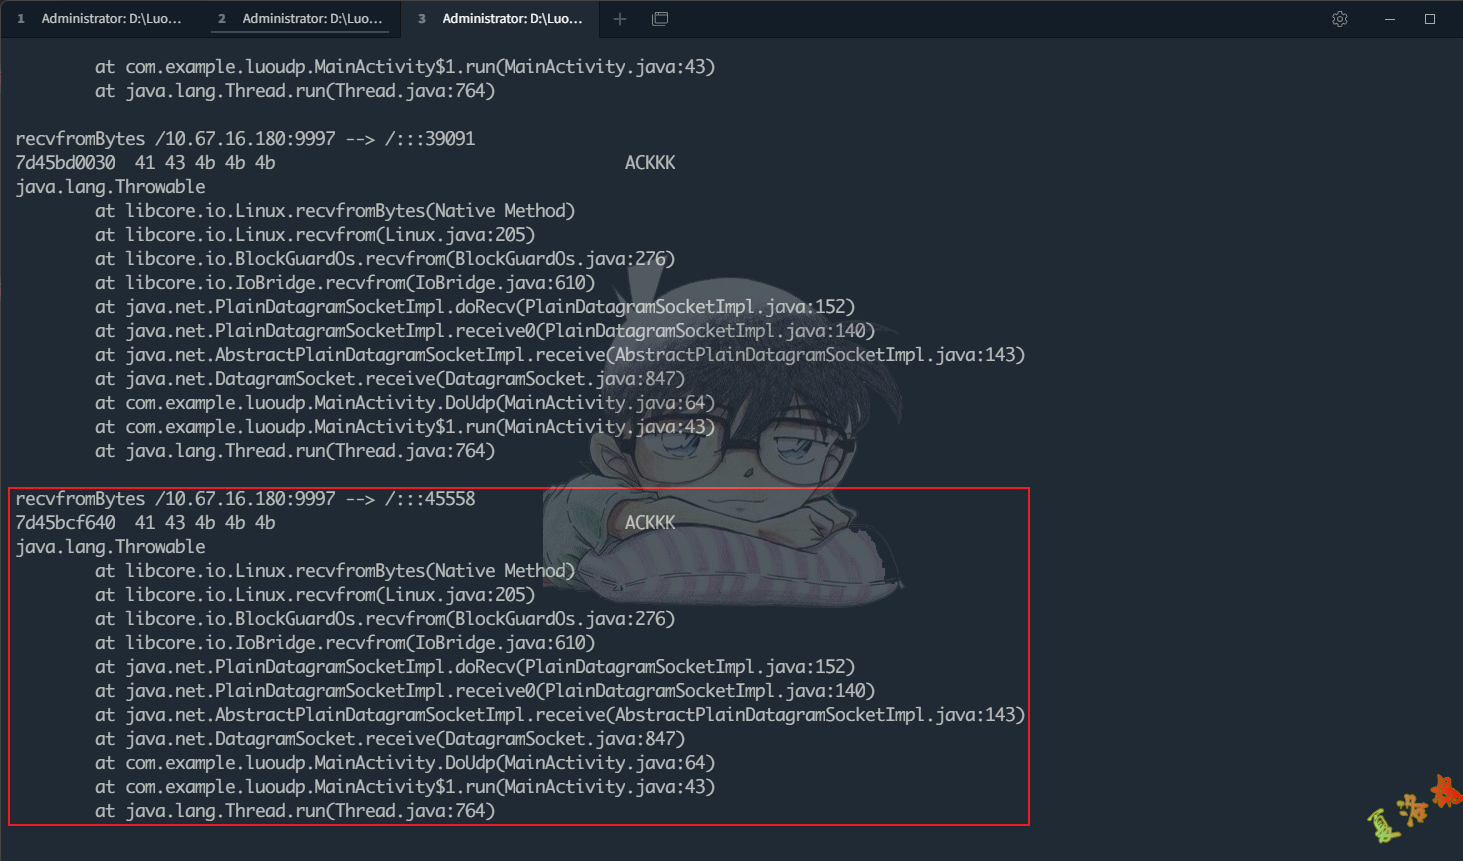 1 Administrator: D:\Luo...
2 Administrator: D:\Luo...
3 Administrator: D:\Luo...
at com.example.luoudp.MainActivity$1.run(MainActivity.java:43)
at java.lang.Thread.run(Thread.java:764)
recvfromBytes /10.67.16.180:9997 --> /:::39091
7d45bd0030 41 43 4b 4b 4b ACKKK
java.lang.Throwable
at libcore.io.Linux.recvfromBytes(Native Method)
at libcore.io.Linux.recvfrom(Linux.java:205)
at libcore.io.BlockGuardOs.recvfrom(BlockGuardOs.java:276)
at libcore.io.IoBridge.recvfrom(IoBridge.java:610)
at java.net.PlainDatagramSocketImpl.doRecv(PlainDatagramSocketImpl.java:152)
at java.net.PlainDatagramSocketImpl.receive0(PlainDatagramSocketImpl.java:140)
at java.net.AbstractPlainDatagramSocketImpl.receive(AbstractPlainDatagramSocketImpl.java:143)
at java.net.DatagramSocket.receive(DatagramSocket.java:847)
at com.example.luoudp.MainActivity.DoUdp(MainActivity.java:64)
at com.example.luoudp.MainActivity$1.run(MainActivity.java:43)
at java.lang.Thread.run(Thread.java:764)
recvfromBytes /10.67.16.180:9997 --> /:::45558
7d45bcf640 41 43 4b 4b 4b ACKKK
java.lang.Throwable
at libcore.io.Linux.recvfromBytes(Native Method)
at libcore.io.Linux.recvfrom(Linux.java:205)
at libcore.io.BlockGuardOs.recvfrom(BlockGuardOs.java:276)
at libcore.io.IoBridge.recvfrom(IoBridge.java:610)
at java.net.PlainDatagramSocketImpl.doRecv(PlainDatagramSocketImpl.java:152)
at java.net.PlainDatagramSocketImpl.receive0(PlainDatagramSocketImpl.java:140)
at java.net.AbstractPlainDatagramSocketImpl.receive(AbstractPlainDatagramSocketImpl.java:143)
at java.net.DatagramSocket.receive(DatagramSocket.java:847)
at com.example.luoudp.MainActivity.DoUdp(MainActivity.java:64)
at com.example.luoudp.MainActivity$1.run(MainActivity.java:43)
at java.lang.Thread.run(Thread.java:764)
夏洛